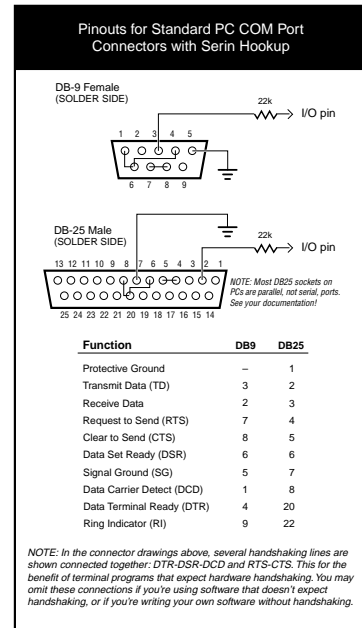 Pinouts for Standard PC COM Port
Connectors with Serin Hookup
DB-9 Female
(SOLDER SIDE)
22k
I/O pin
1 2 3 4 5
6 7 8 9
DB-25 Male
(SOLDER SIDE)
22k
I/O pin
13 12 11 10 9 8 7 6 5 4 3 2 1
NOTE: Most DB25 sockets on
PCs are parallel, not serial, ports.
See your documentation!
25 24 23 22 21 20 19 18 17 16 15 14
Function DB9 DB25
Protective Ground – 1
Transmit Data (TD) 3 2
Receive Data 2 3
Request to Send (RTS) 7 4
Clear to Send (CTS) 8 5
Data Set Ready (DSR) 6 6
Signal Ground (SG) 5 7
Data Carrier Detect (DCD) 1 8
Data Terminal Ready (DTR) 4 20
Ring Indicator (RI) 9 22
NOTE: In the connector drawings above, several handshaking lines are
shown connected together: DTR-DSR-DCD and RTS-CTS. This for the
benefit of terminal programs that expect hardware handshaking. You may
omit these connections if you're using software that doesn't expect
handshaking, or if you're writing your own software without handshaking.